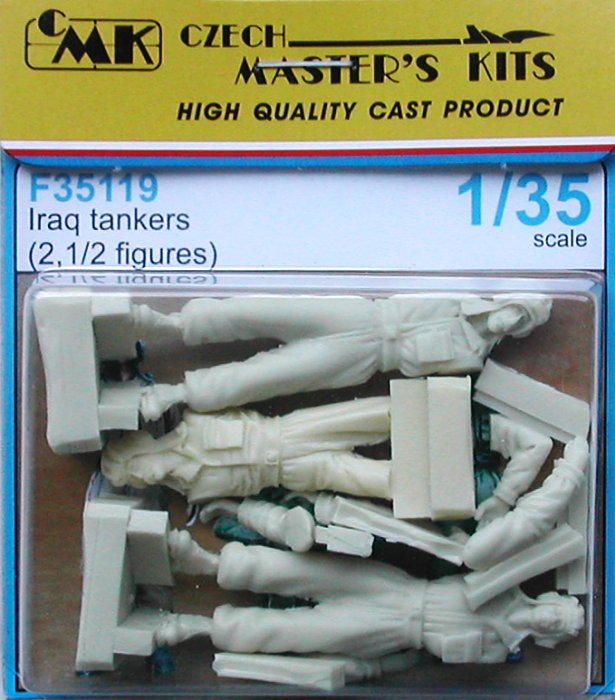 CMK
CZECH
MASTER'S KITS
HIGH QUALITY CAST PRODUCT
F35119
1/35
Iraq tankers
scale
(2,1/2 figures)